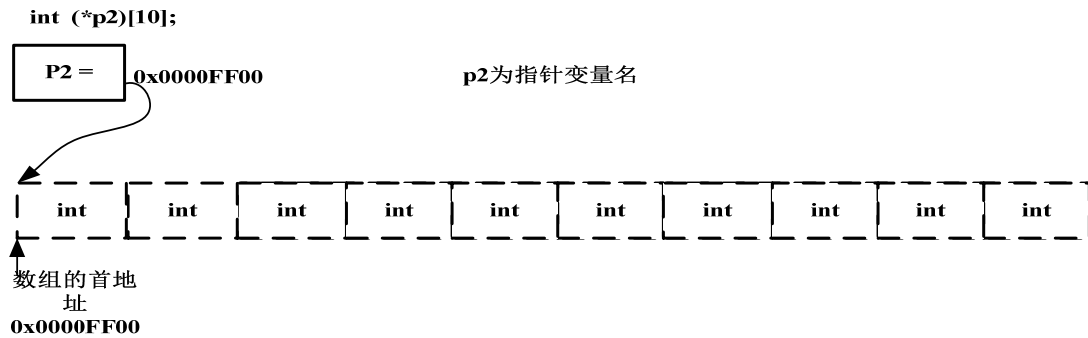 int (*p2)[10];
P2 =
0x0000FF00
p2为指针变量名
int int int int int int int int int int
数组的首地
址
0x0000FF00